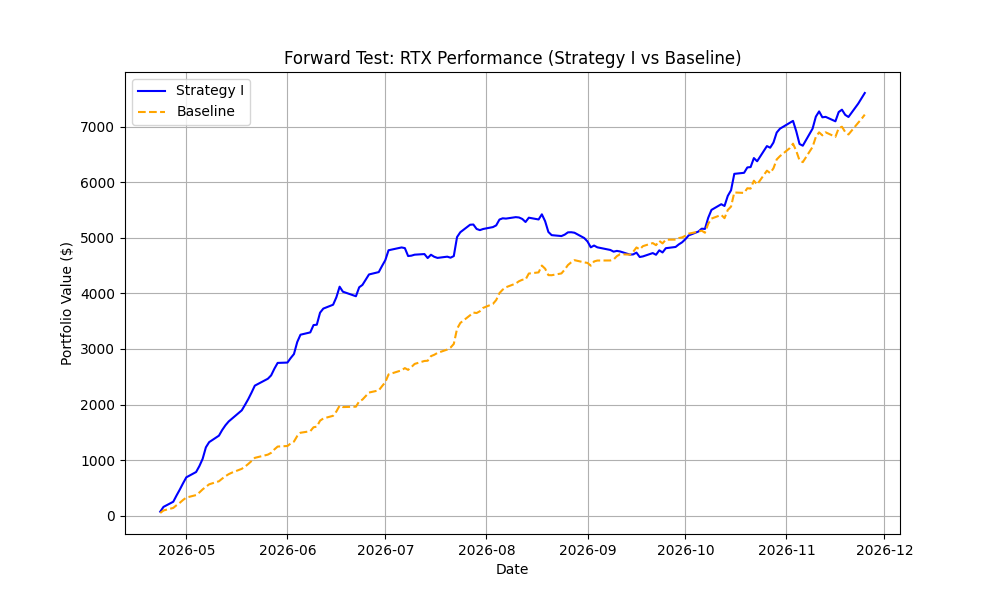 Forward Test: RTX Performance (Strategy I vs Baseline)
Strategy I
Baseline
Portfolio Value ($)
7000
6000
5000
4000
3000
2000
1000
0
2026-05 2026-06 2026-07 2026-08 2026-09 2026-10 2026-11 2026-12
Date